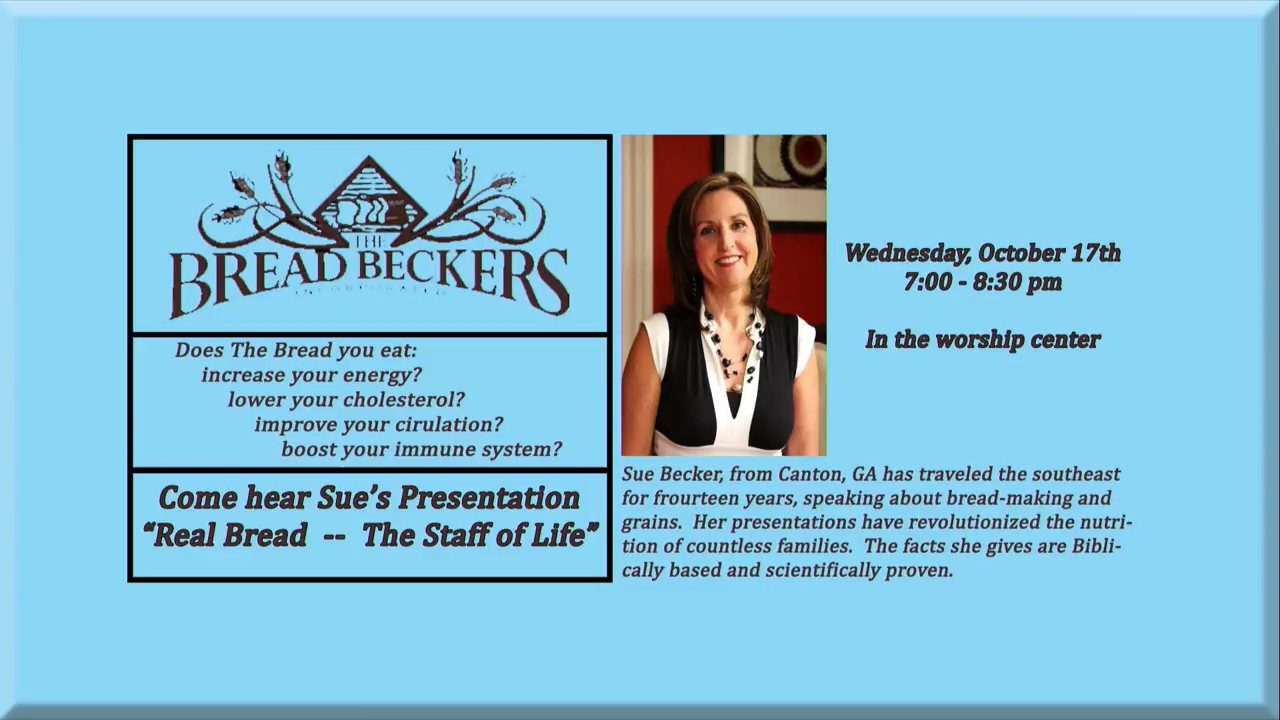 THE
BREAD BECKERS
INCORPORATED
Does The Bread you eat:
increase your energy?
lower your cholesterol?
improve your cirulation?
boost your immune system?
Come hear Sue's Presentation
"Real Bread -- The Staff of Life"
Wednesday, October 17th
7:00 - 8:30 pm
In the worship center
Sue Becker, from Canton, GA has traveled the southeast
for frourteen years, speaking about bread-making and
grains. Her presentations have revolutionized the nutri-
tion of countless families. The facts she gives are Bibli-
cally based and scientifically proven.